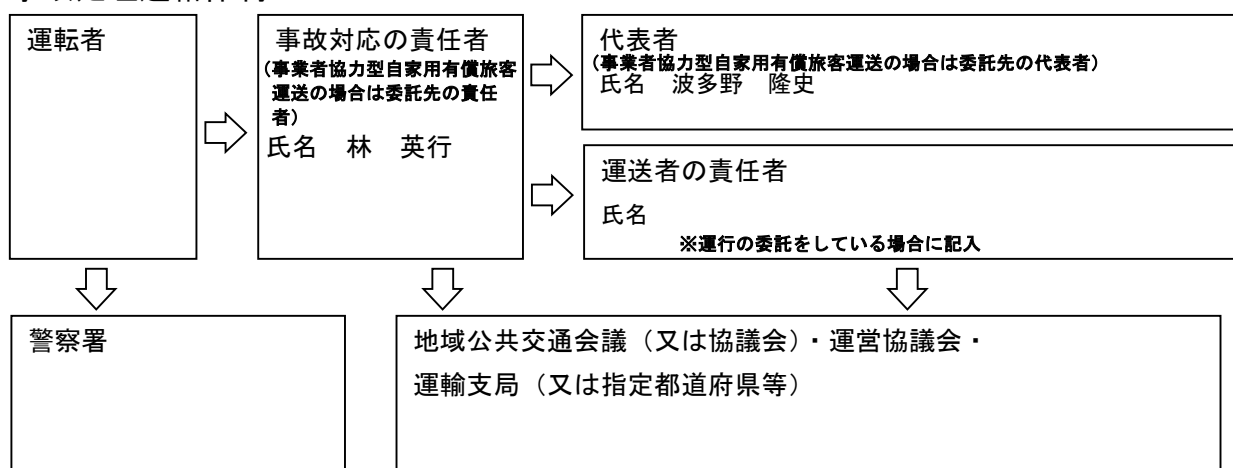 運転者
事故対応の責任者
(事業者協力型自家用有償旅客
運送の場合は委託先の責任
者)
氏名　林　英行
代表者
(事業者協力型自家用有償旅客運送の場合は委託先の代表者)
氏名　波多野　隆史
運送者の責任者
氏名
※運行の委託をしている場合に記入
警察署
地域公共交通会議（又は協議会）・運営協議会・
運輸支局（又は指定都道府県等）